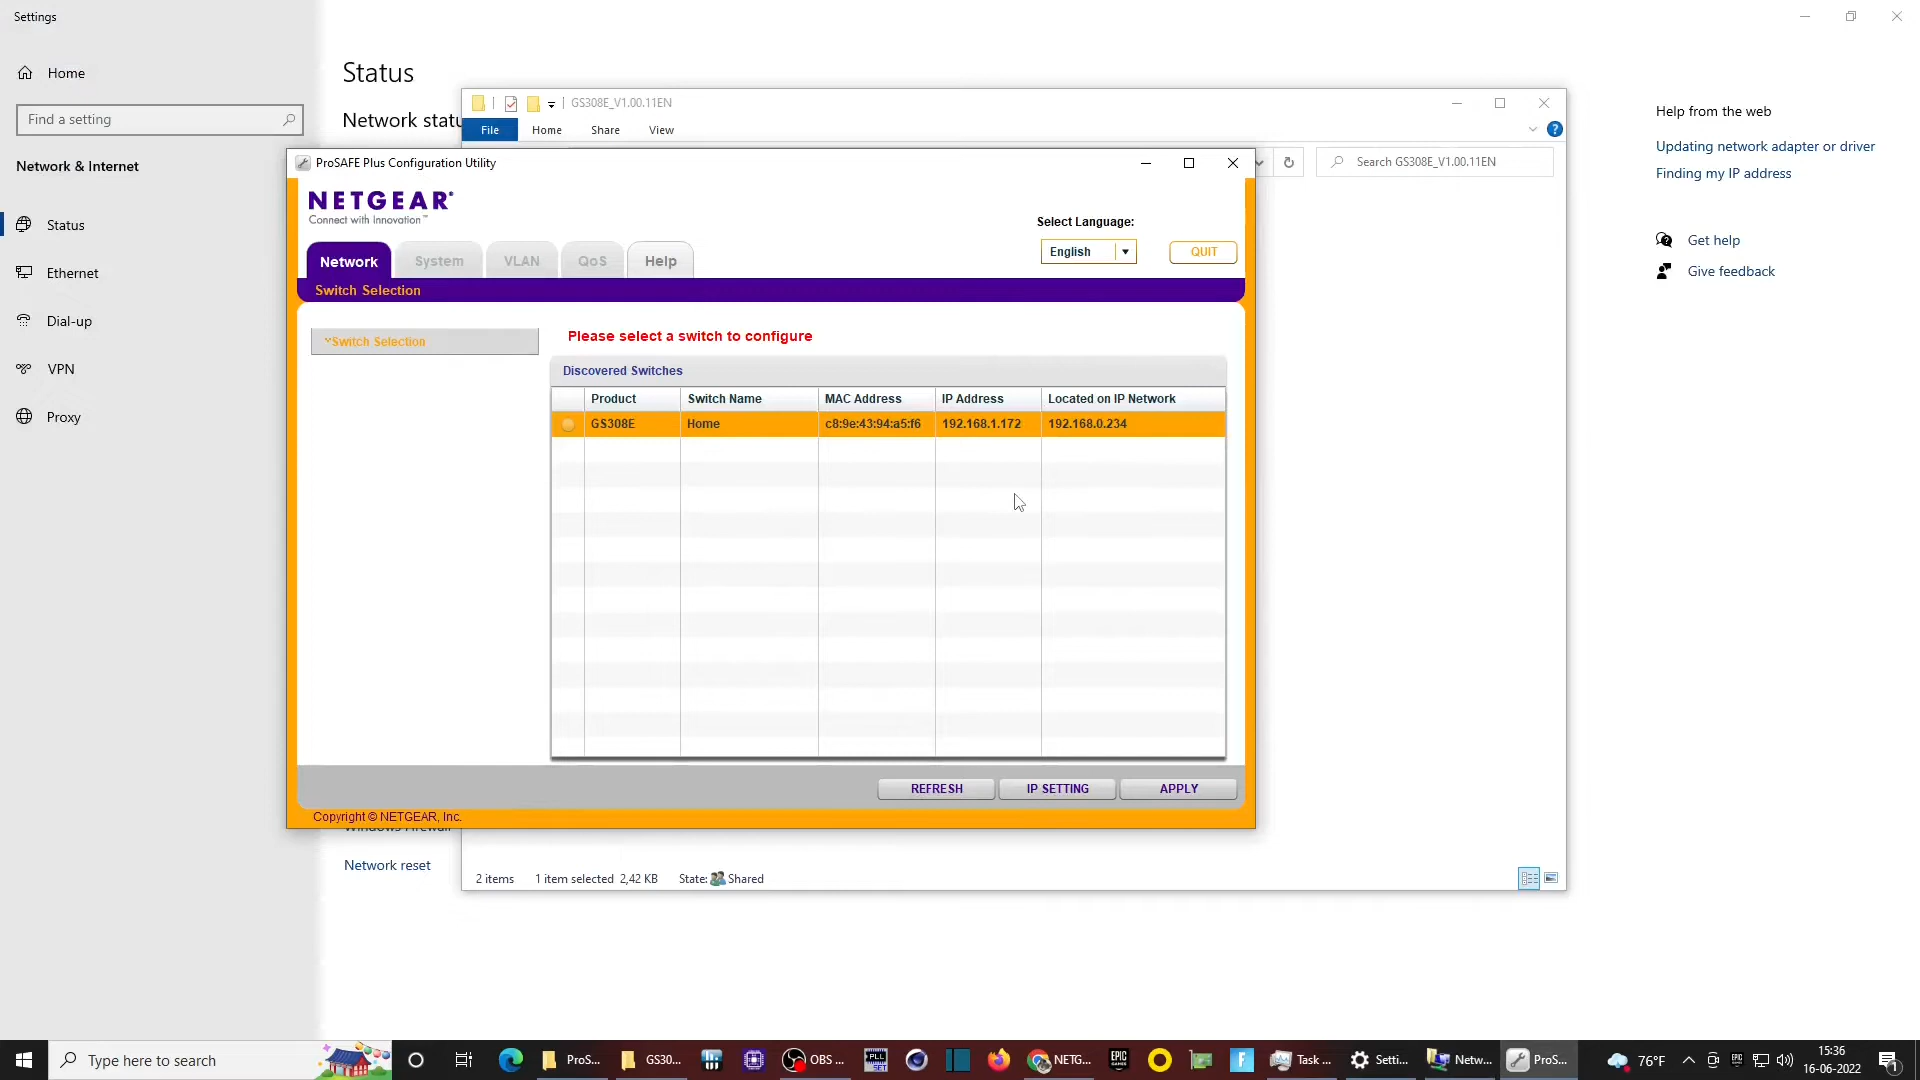 Settings
Home
Find a setting
Network & Internet
Status
Ethernet
Dial-up
VPN
Proxy
Status
Network statu
Network reset
GS308E_V1.00.11EN
File
Home
Share
View
Search GS308E_V1.00.11EN
ProSAFE Plus Configuration Utility
NETGEAR®
Connect with Innovation™
Select Language:
English
QUIT
Network
System
VLAN
QoS
Help
Switch Selection
Switch Selection
Please select a switch to configure
Discovered Switches
Product Switch Name MAC Address IP Address Located on IP Network
GS308E Home c8:9e:43:94:a5:f6 192.168.1.172 192.168.0.234
REFRESH
IP SETTING
APPLY
Copyright © NETGEAR, Inc.
2 items 1 item selected 2,42 KB State: Shared
Help from the web
Updating network adapter or driver
Finding my IP address
Get help
Give feedback
Type here to search
ProS...
GS30...
PLL SET
OBS ...
NETG...
EPIC GAMES
Task ...
Setti...
Netw...
ProS...
76°F
15:36
16-06-2022
1